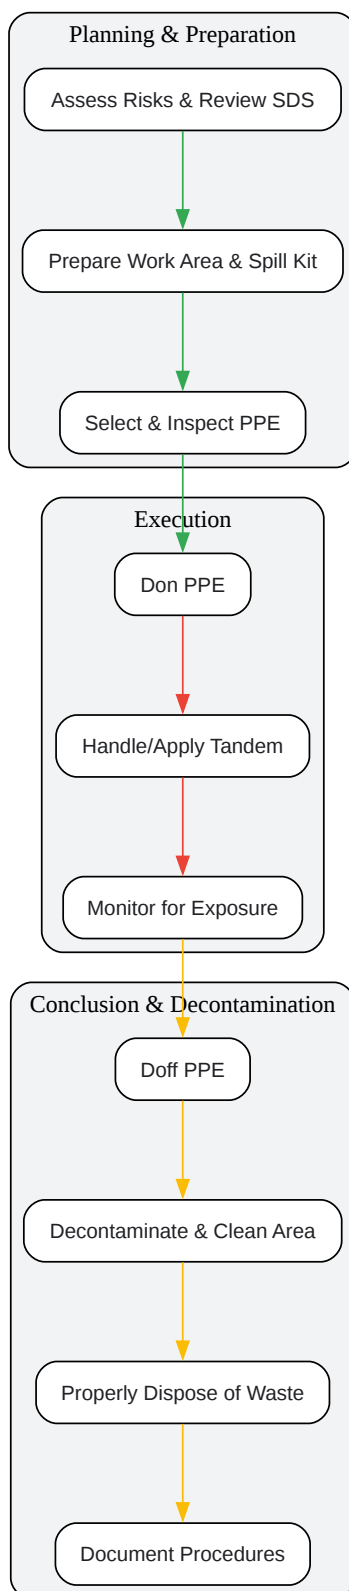 Planning & Preparation
Assess Risks & Review SDS
Prepare Work Area & Spill Kit
Select & Inspect PPE
Execution
Don PPE
Handle/Apply Tandem
Monitor for Exposure
Conclusion & Decontamination
Doff PPE
Decontaminate & Clean Area
Properly Dispose of Waste
Document Procedures